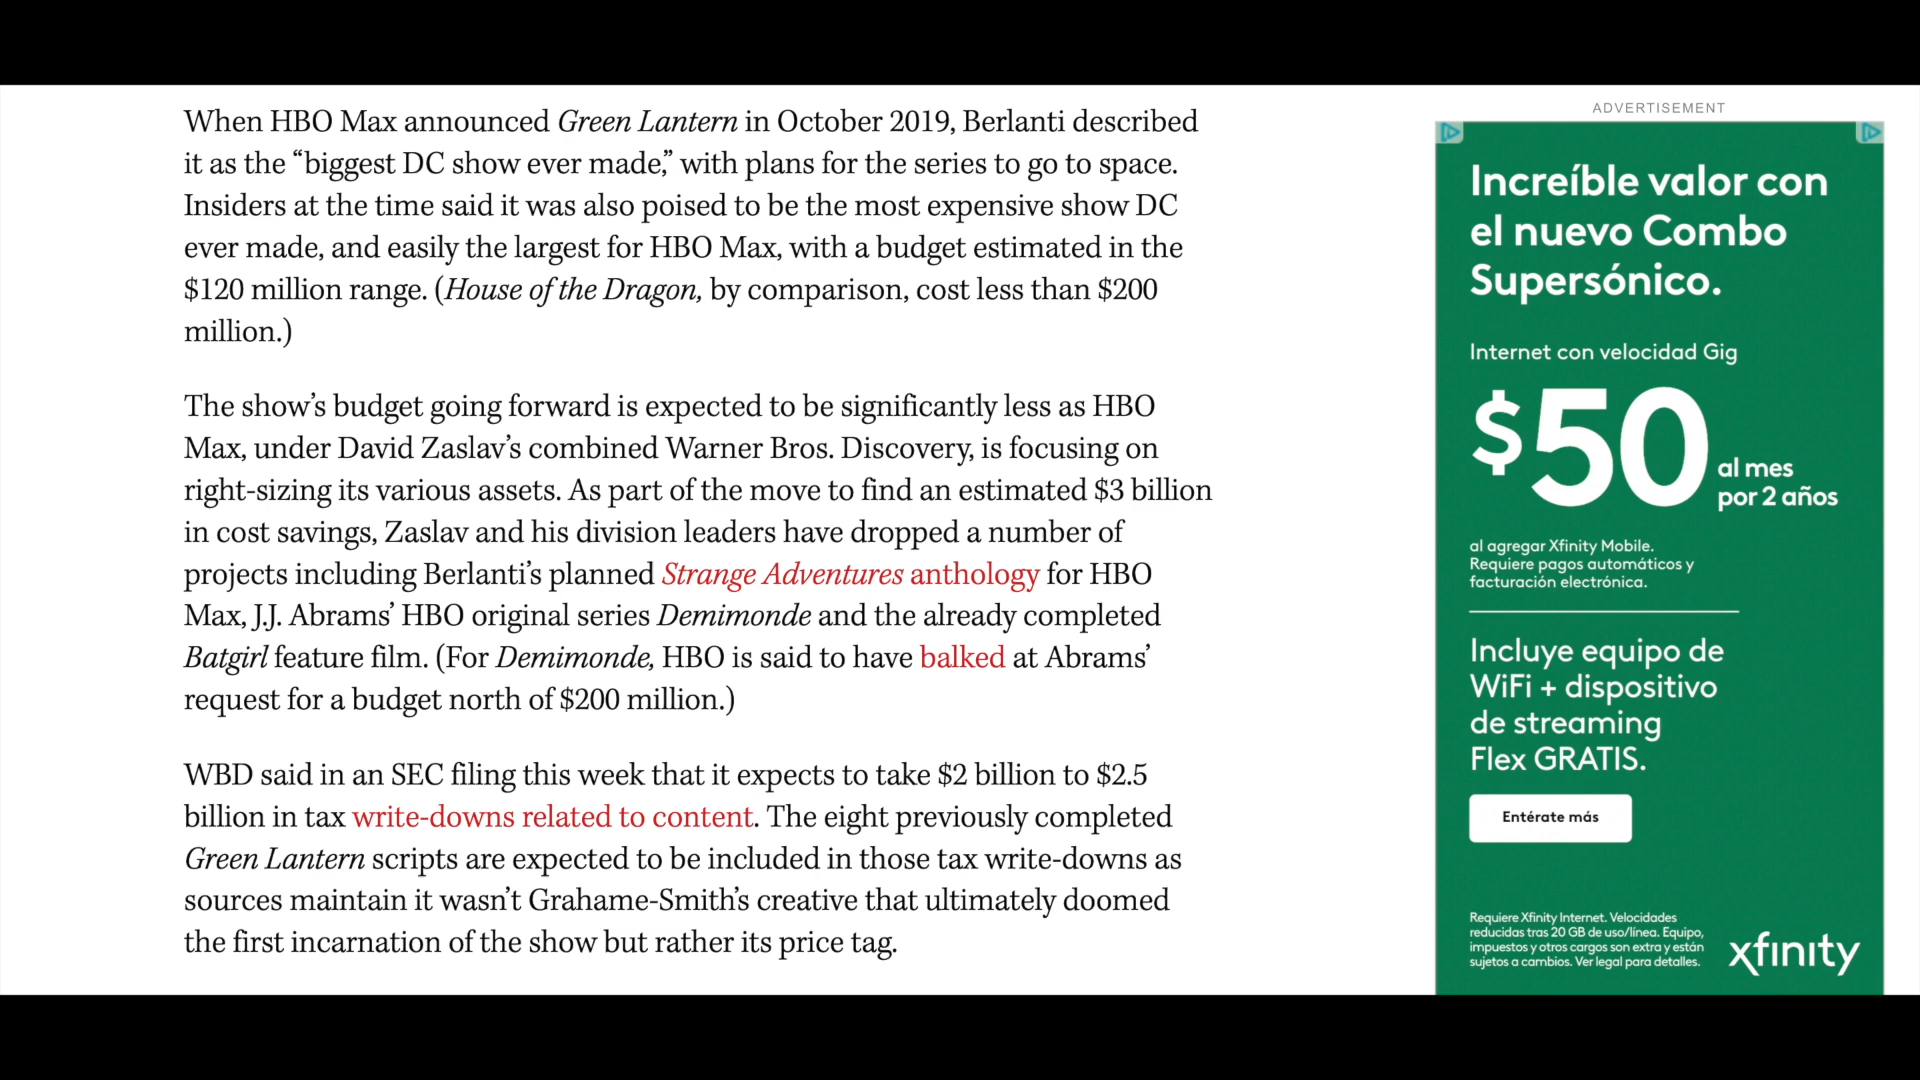 When HBO Max announced Green Lantern in October 2019, Berlanti described
it as the “biggest DC show ever made,” with plans for the series to go to space.
Insiders at the time said it was also poised to be the most expensive show DC
ever made, and easily the largest for HBO Max, with a budget estimated in the
$120 million range. (House of the Dragon, by comparison, cost less than $200
million.)
The show’s budget going forward is expected to be significantly less as HBO
Max, under David Zaslav’s combined Warner Bros. Discovery, is focusing on
right-sizing its various assets. As part of the move to find an estimated $3 billion
in cost savings, Zaslav and his division leaders have dropped a number of
projects including Berlanti’s planned Strange Adventures anthology for HBO
Max, J.J. Abrams’ HBO original series Demimonde and the already completed
Batgirl feature film. (For Demimonde, HBO is said to have balked at Abrams’
request for a budget north of $200 million.)
WBD said in an SEC filing this week that it expects to take $2 billion to $2.5
billion in tax write-downs related to content. The eight previously completed
Green Lantern scripts are expected to be included in those tax write-downs as
sources maintain it wasn’t Grahame-Smith’s creative that ultimately doomed
the first incarnation of the show but rather its price tag.
ADVERTISEMENT
Increíble valor con
el nuevo Combo
Supersónico.
Internet con velocidad Gig
$50
al mes
por 2 años
al agregar Xfinity Mobile.
Requiere pagos automáticos y
facturación electrónica.
Incluye equipo de
WiFi + dispositivo
de streaming
Flex GRATIS.
Entérate más
Requiere Xfinity Internet. Velocidades
reducidas tras 20 GB de uso/línea. Equipo,
impuestos y otros cargos son extra y están
sujetos a cambios. Ver legal para detalles.
xfinity